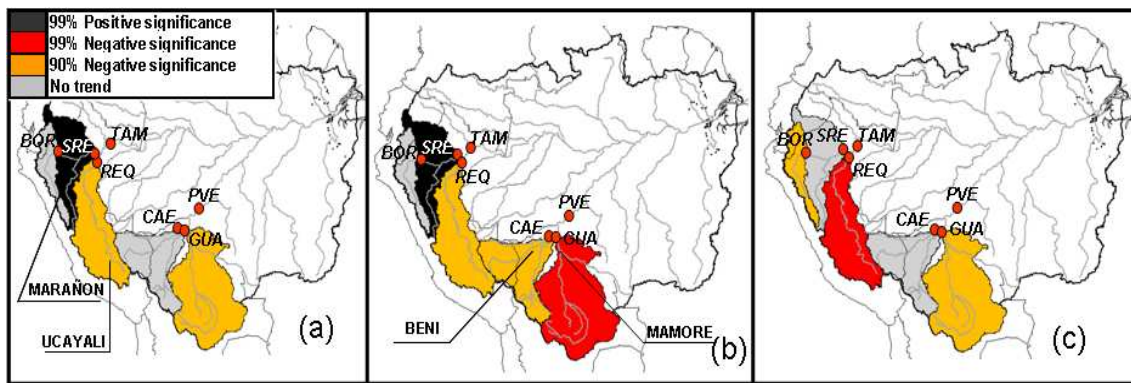 99% Positive significance
99% Negative significance
90% Negative significance
No trend
BOR
SRE
TAM
REQ
PVE
CAE
GUA
MARAÑON
UCAYALI
(a)
BOR
SRE
TAM
REQ
PVE
CAE
GUA
BENI
MAMORE
(b)
BOR
SRE
TAM
REQ
PVE
CAE
GUA
(c)